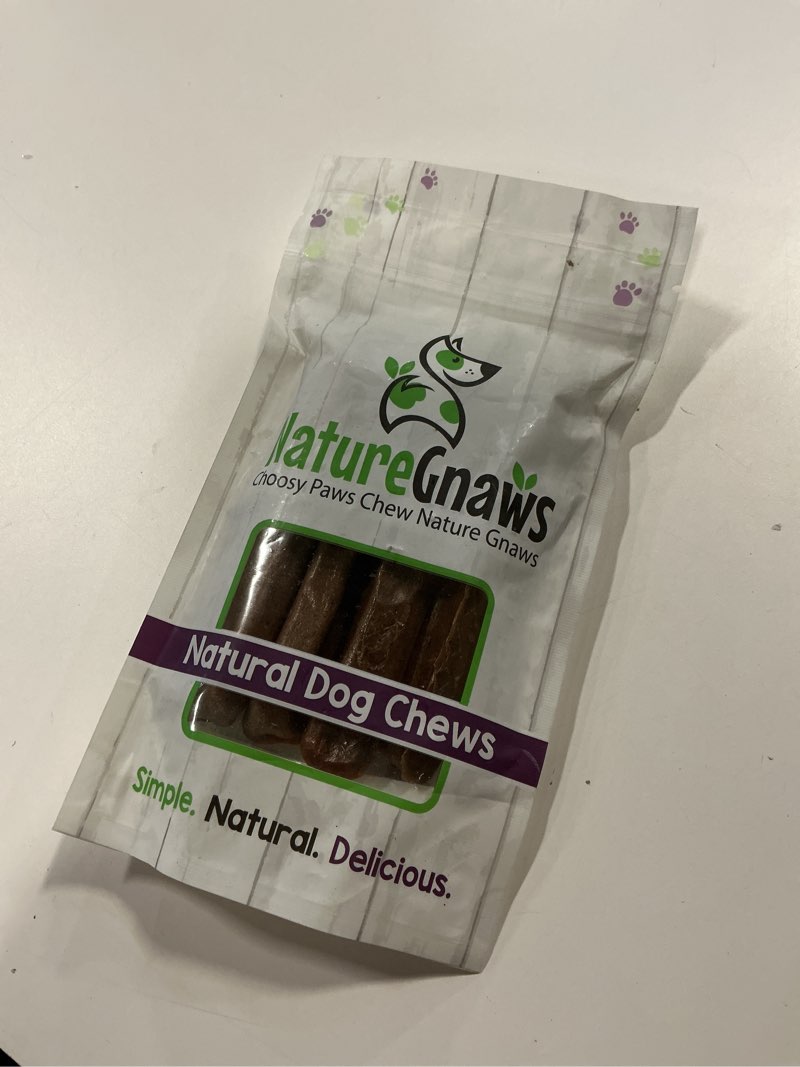 NatureGnaws
Choosy Paws Chew Nature Gnaws
Natural Dog Chews
Simple. Natural. Delicious.